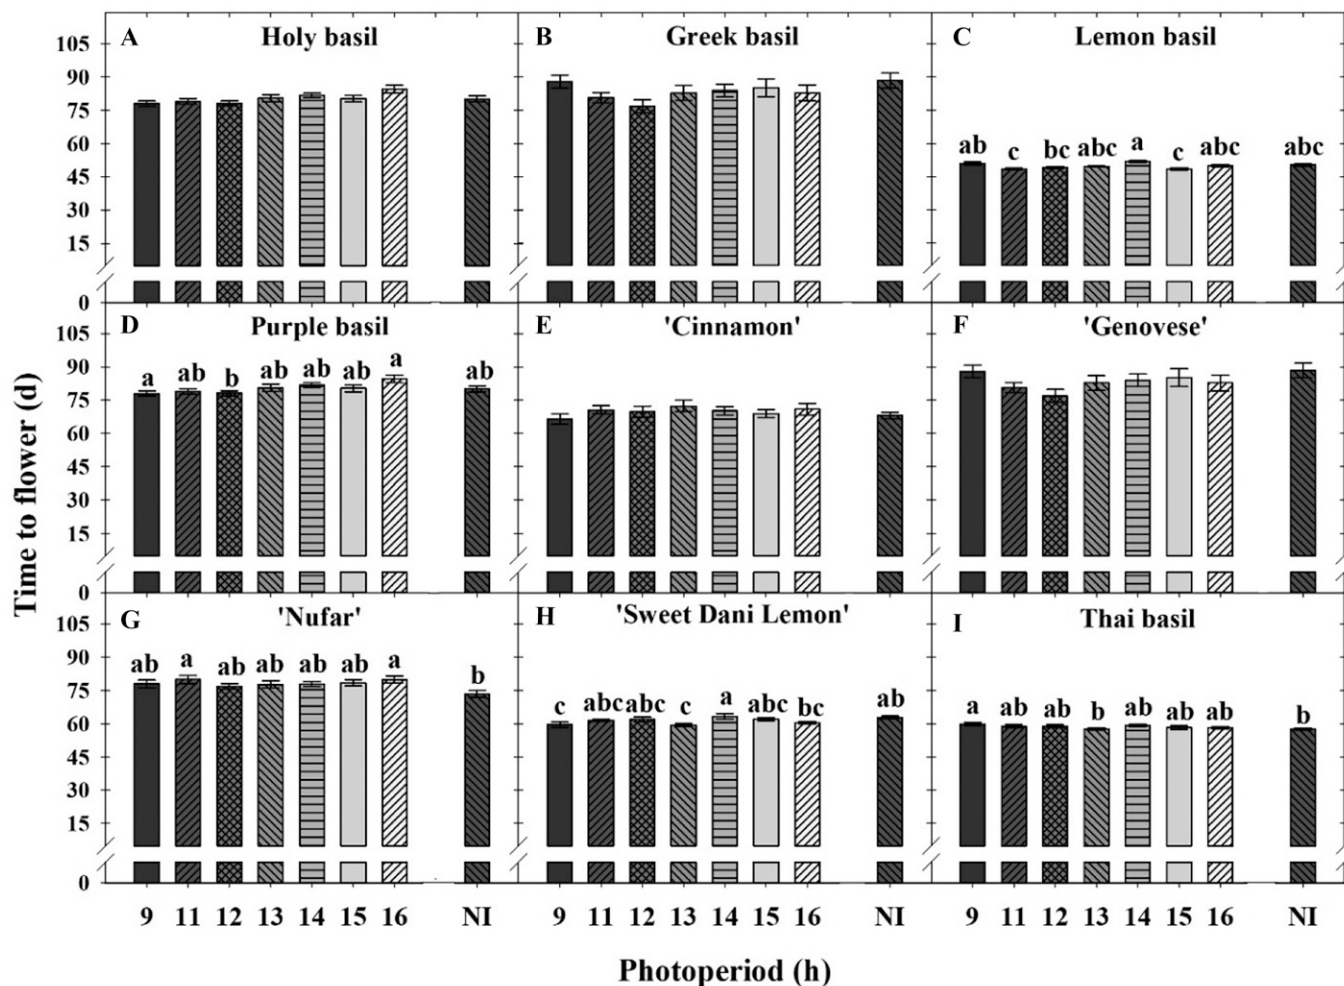 A Holy basil
B Greek basil
C Lemon basil
105
90
75
60
45
30
15
0
ab c bc abc a c abc abc
D Purple basil
E 'Cinnamon'
F 'Genovese'
105
90
75
60
45
30
15
0
a ab b ab ab ab a ab
G 'Nufar'
H 'Sweet Dani Lemon'
I Thai basil
105
90
75
60
45
30
15
0
ab a ab ab ab ab a b
c abc abc c a abc bc ab
a ab ab b ab ab ab b
9 11 12 13 14 15 16 NI
9 11 12 13 14 15 16 NI
9 11 12 13 14 15 16 NI
Time to flower (d)
Photoperiod (h)